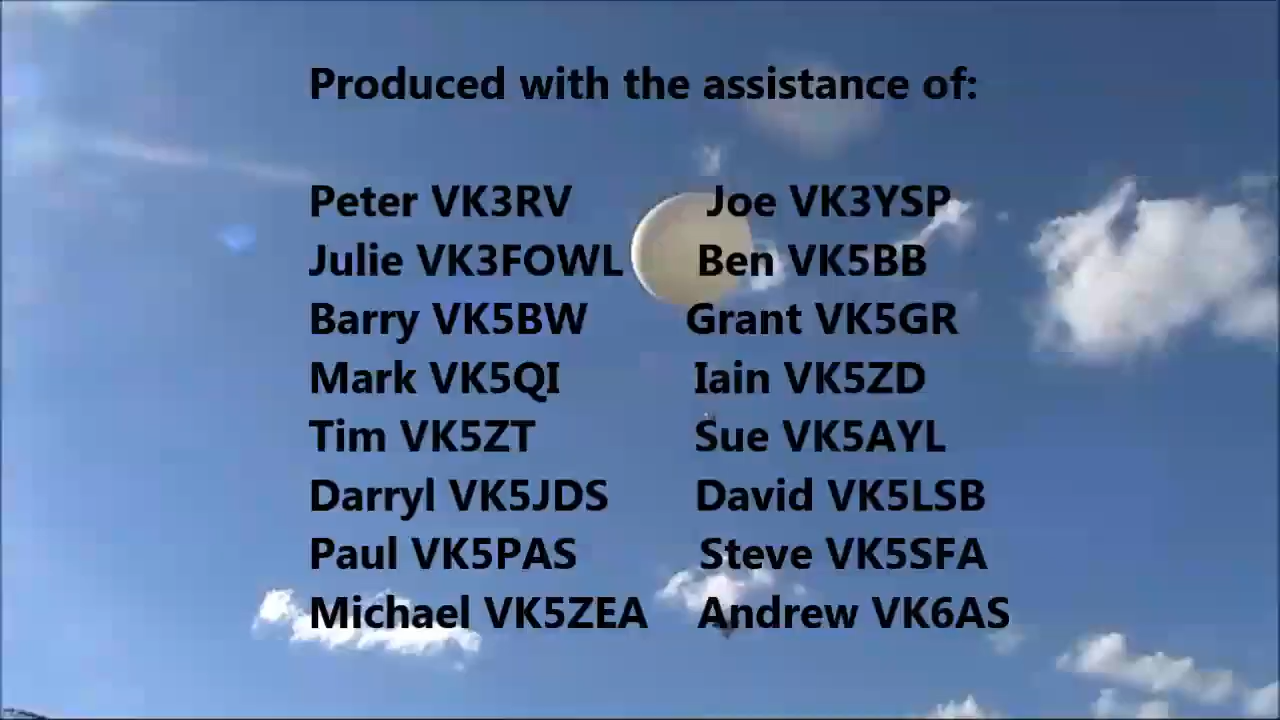 Produced with the assistance of:
Peter VK3RV Joe VK3YSP
Julie VK3FOWL Ben VK5BB
Barry VK5BW Grant VK5GR
Mark VK5QI Iain VK5ZD
Tim VK5ZT Sue VK5AYL
Darryl VK5JDS David VK5LSB
Paul VK5PAS Steve VK5SFA
Michael VK5ZEA Andrew VK6AS